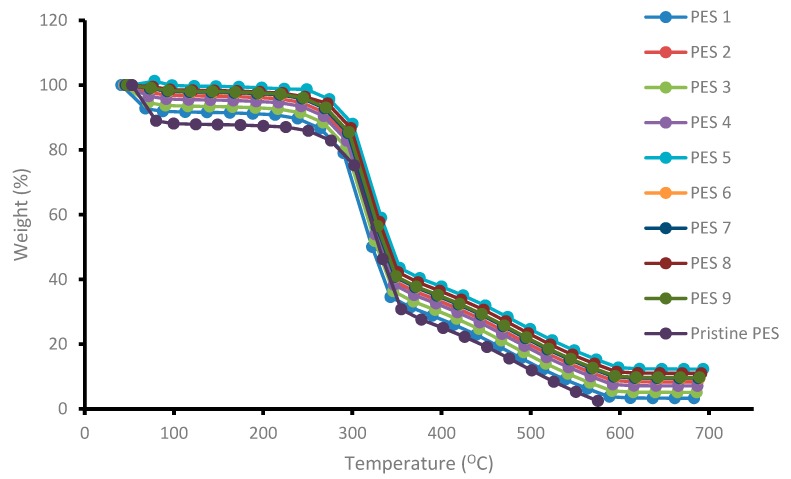 120
100
80
60
40
20
0
Weight (%)
0 100 200 300 400 500 600 700
Temperature (ᴼC)
PES 1
PES 2
PES 3
PES 4
PES 5
PES 6
PES 7
PES 8
PES 9
Pristine PES